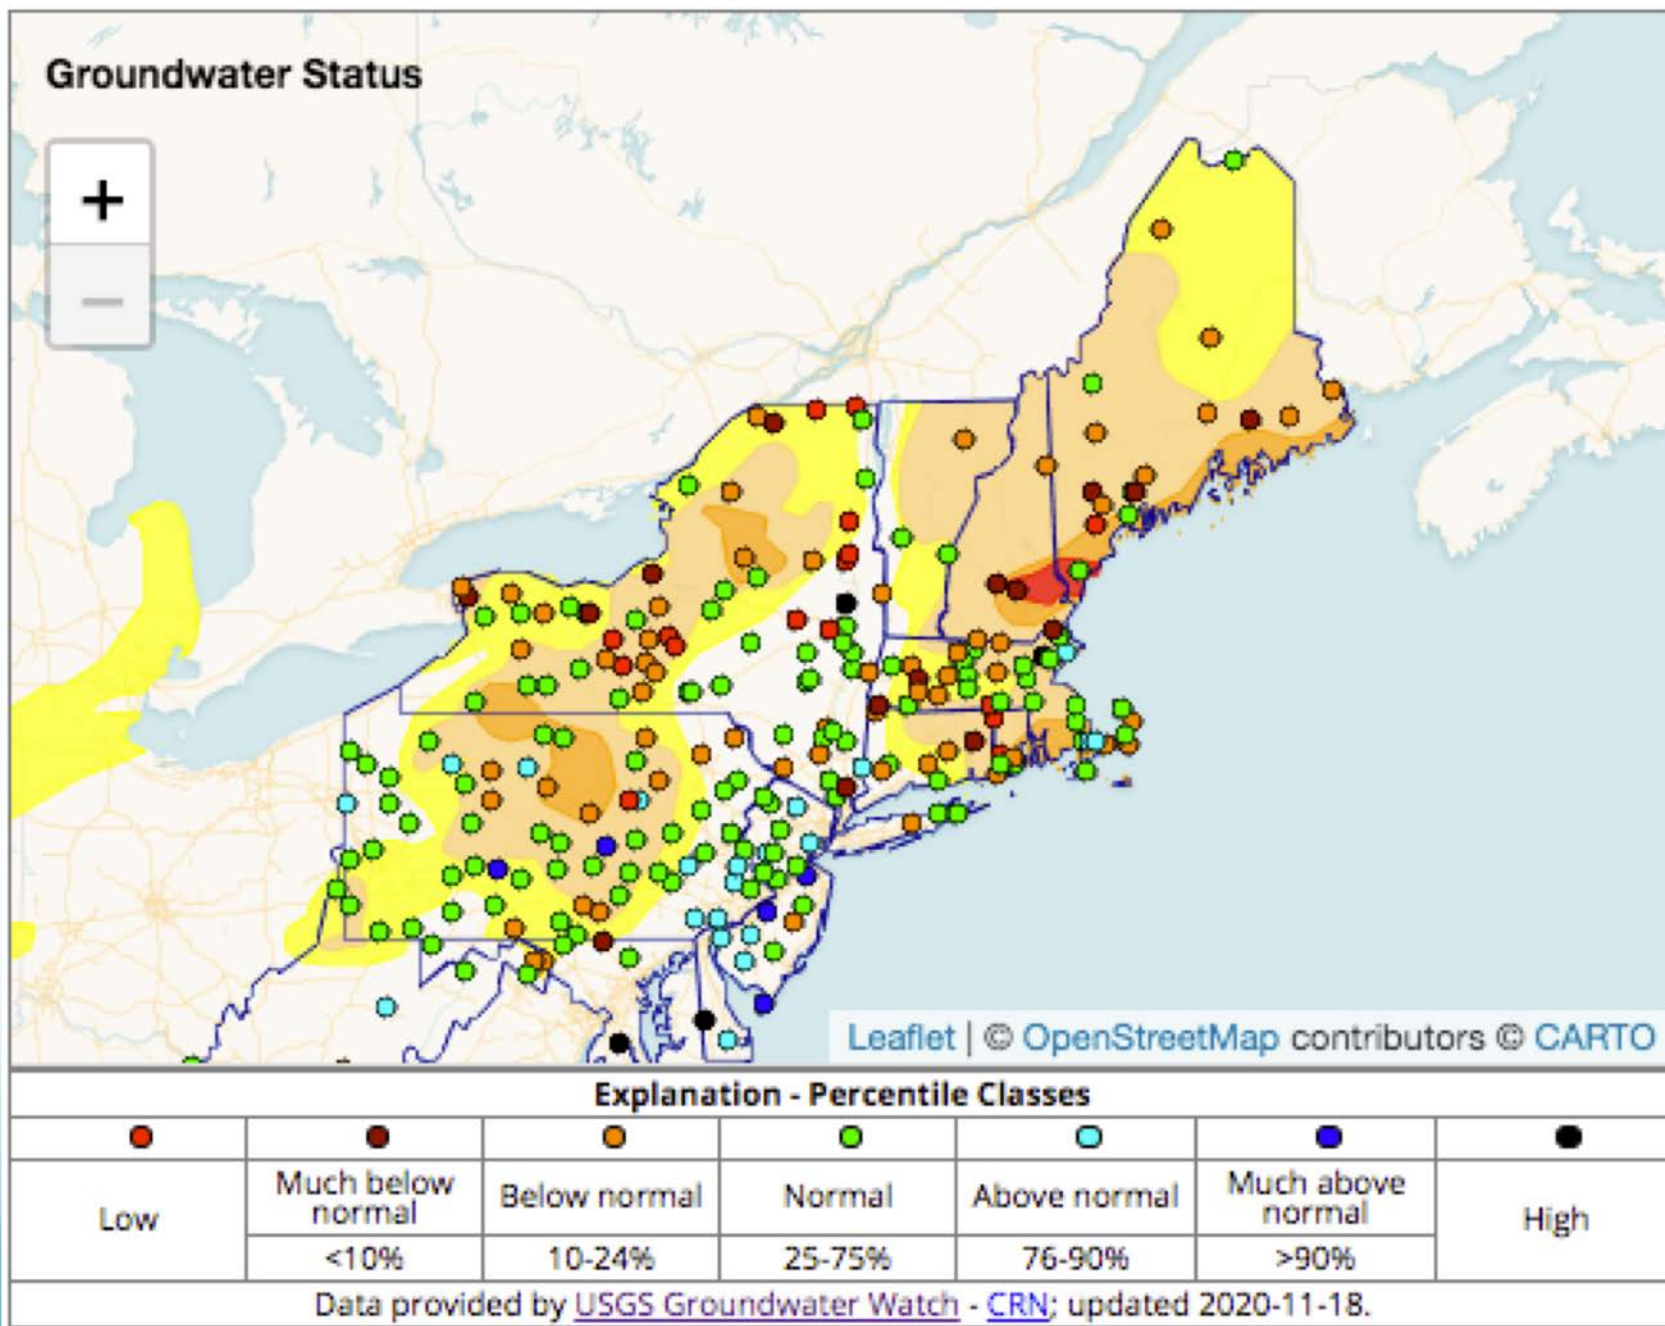 Groundwater Status
+
−
Leaflet | © OpenStreetMap contributors © CARTO
Explanation - Percentile Classes
Low
Much below normal
Below normal
Normal
Above normal
Much above normal
High
<10%
10-24%
25-75%
76-90%
>90%
Data provided by USGS Groundwater Watch - CRN; updated 2020-11-18.